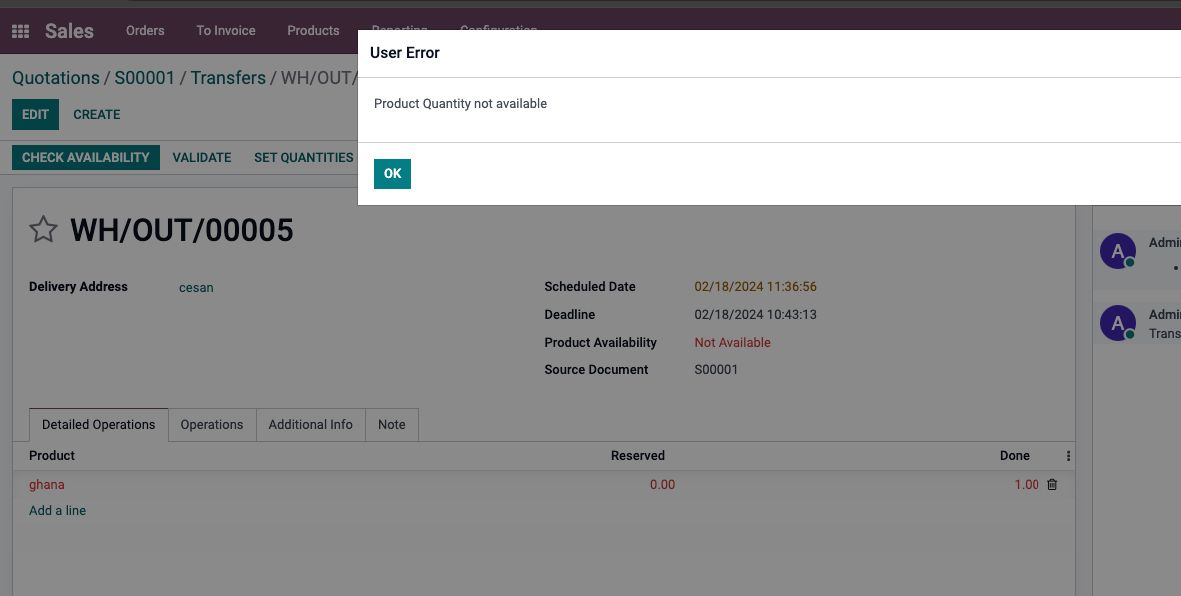 Sales Orders To Invoice Products Reporting Configuration
User Error
Quotations / S00001 / Transfers / WH/OUT/
Product Quantity not available
EDIT CREATE
CHECK AVAILABILITY VALIDATE SET QUANTITIES
OK
WH/OUT/00005
A
Delivery Address cesan
Scheduled Date 02/18/2024 11:36:56
Deadline 02/18/2024 10:43:13
Product Availability Not Available
Source Document S00001
A
Detailed Operations Operations Additional Info Note
Product Reserved Done
ghana 0.00 1.00
Add a line